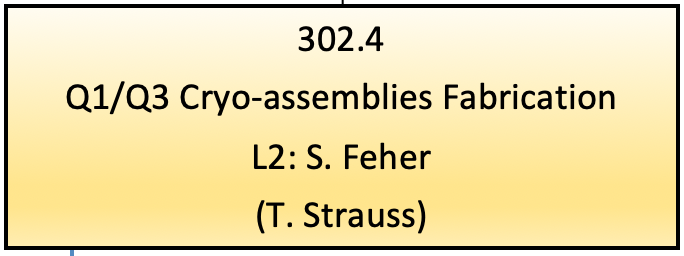 302.4
Q1/Q3 Cryo-assemblies Fabrication
L2: S. Feher
(T. Strauss)